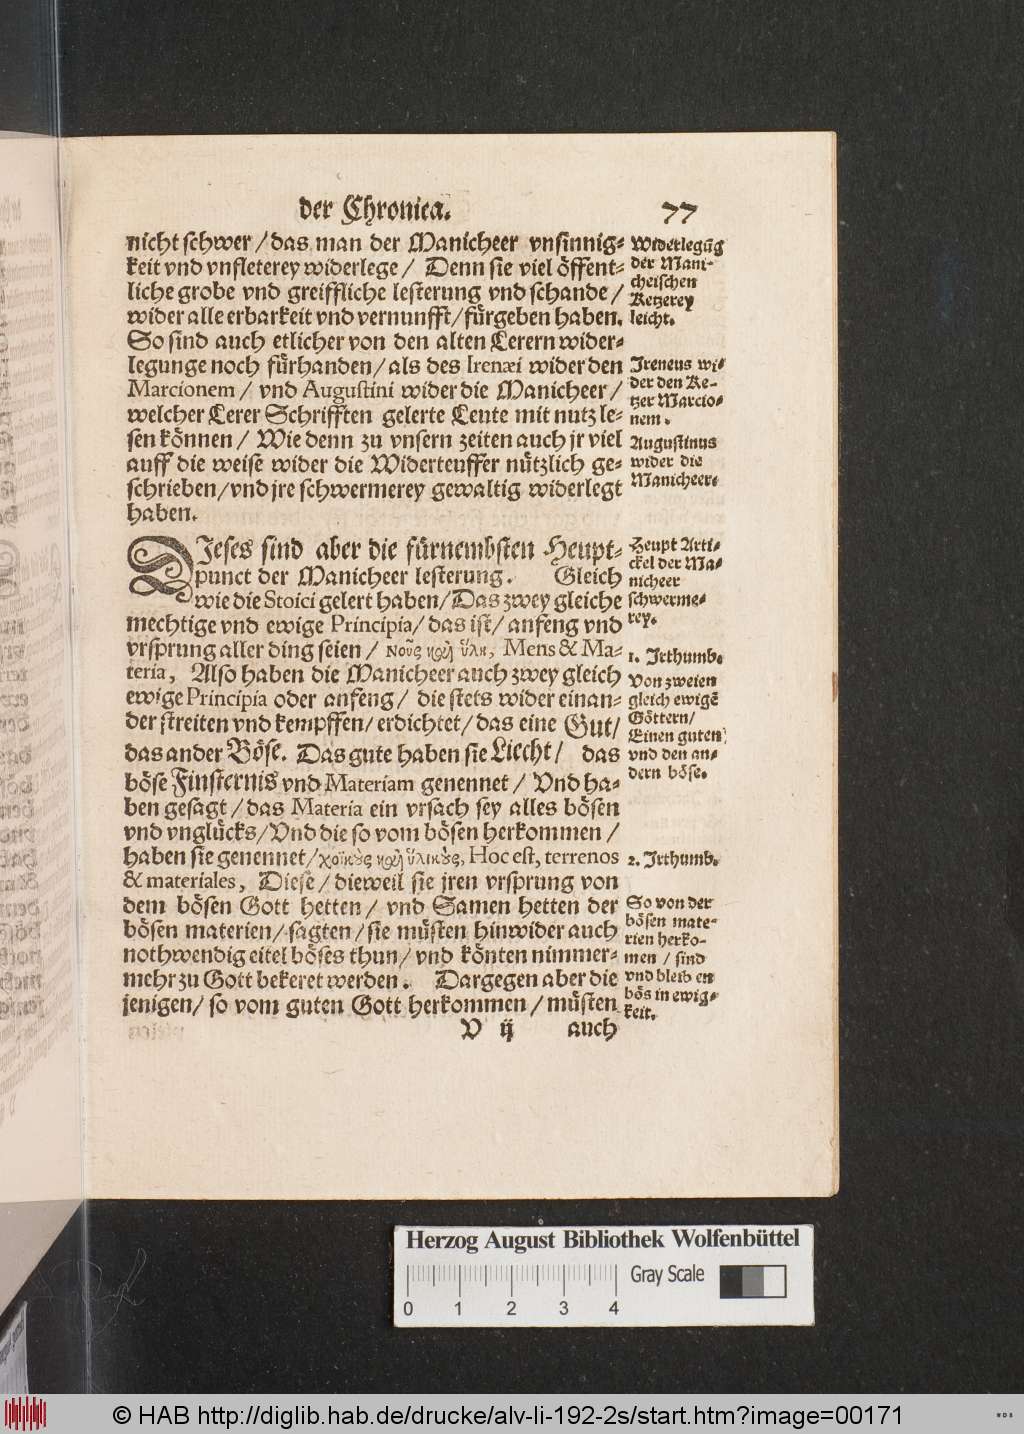 der Chronica. 77
nicht schwer / das man der Manicheer vnsinnig⸗
keit vnd vnfleterey widerlege / Denn sie viel öffent⸗
liche grobe vnd greiffliche lesterung vnd schande /
wider alle erbarkeit vnd vernunfft / fürgeben haben.
So sind auch etlicher von den alten Lerern wider⸗
legunge noch fürhanden / als des Irenæi wider den
Marcionem / vnd Augustini wider die Manicheer /
welcher Lerer Schrifften gelerte Leute mit nutz le⸗
sen können / Wie denn zu vnsern zeiten auch jr viel
auff die weise wider die Widerteuffer nützlich ge⸗
schrieben / vnd jre schwermerey gewaltig widerlegt
haben.
Widerlegūg
der Mani⸗
cheischen
Ketzerey
leicht.
Ireneus wi⸗
der den Ke⸗
tzer Marcio⸗
nem.
Augustinus
wider die
Manicheer.
DIeses sind aber die fürnembsten Heupt⸗
punct der Manicheer lesterung. Gleich
wie die Stoici gelert haben / Das zwey gleiche
mechtige vnd ewige Principia / das ist / anfeng vnd
vrsprung aller ding seien / νοῦς καὶ ὕλη, Mens & Ma⸗
teria, Also haben die Manicheer auch zwey gleich
ewige Principia oder anfeng / die stets wider einan⸗
der streiten vnd kempffen / erdichtet / das eine Gut /
das ander Böse. Das gute haben sie Liecht / das
böse Finsternis vnd Materiam genennet / Vnd ha⸗
ben gesagt / das Materia ein vrsach sey alles bösen
vnd vnglücks / Vnd die so vom bösen herkommen /
haben sie genennet / χοϊκοὺς καὶ ὑλικοὺς, Hoc est, terrenos
& materiales, Diese / dieweil sie jren vrsprung von
dem bösen Gott hetten / vnd Samen hetten der
bösen materien / sagten / sie müsten hinwider auch
nothwendig eitel böses thun / vnd könten nimmer⸗
mehr zu Gott bekeret werden. Dargegen aber die
jenigen / so vom guten Gott herkommen / müsten
Heupt Arti⸗
ckel der Ma⸗
nicheer
schwerme⸗
rey.
1. Irthumb.
Von zweien
gleich ewigē
Göttern /
Einen guten
vnd den an⸗
dern böse.
2. Irthumb.
So von der
bösen mate⸗
rien herko⸗
men / sind
vnd bleiben
bös in ewig⸗
keit.
V ij auch
Herzog August Bibliothek Wolfenbüttel
Gray Scale
0 1 2 3 4
© HAB http://diglib.hab.de/drucke/alv-li-192-2s/start.htm?image=00171